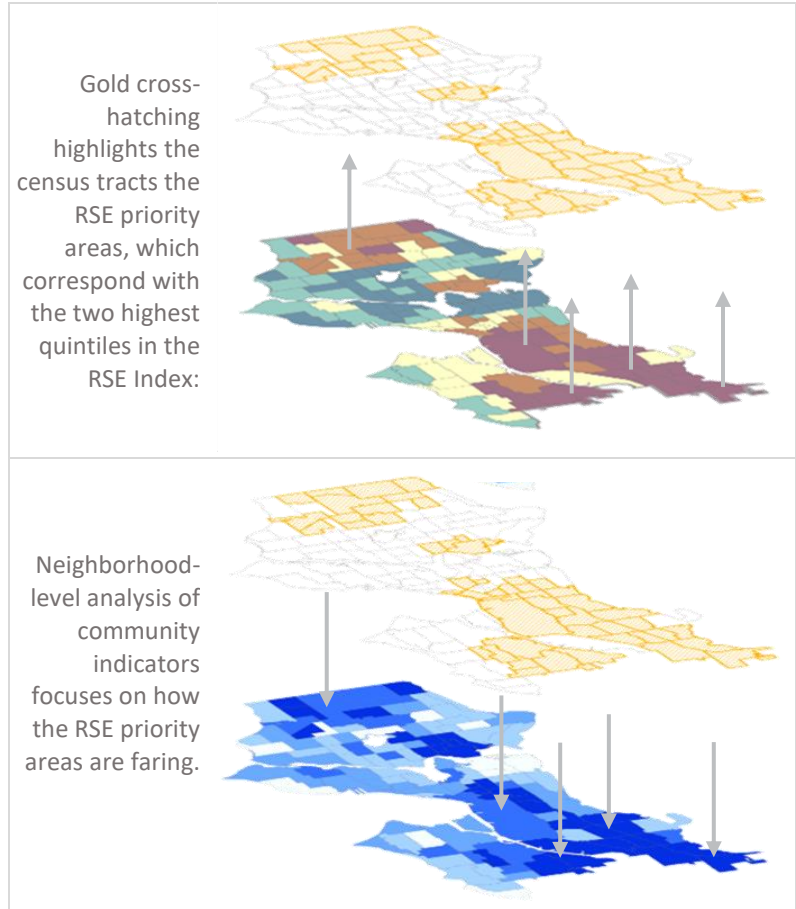 Gold cross-
hatching
highlights the
census tracts the
RSE priority
areas, which
correspond with
the two highest
quintiles in the
RSE Index:
Neighborhood-
level analysis of
community
indicators
focuses on how
the RSE priority
areas are faring.